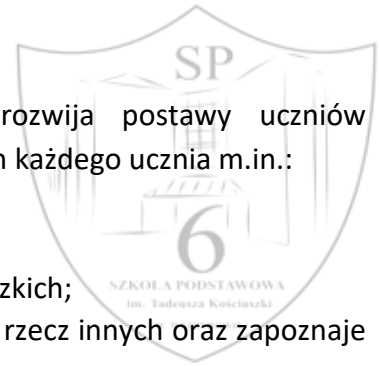 SP
rozwija postawy uczniów
każdego ucznia m.in.:
6
zkich;
SZKOŁA PODSTAWOWA
im. Tadeusza Kościuszki
rzecz innych oraz zapoznaje